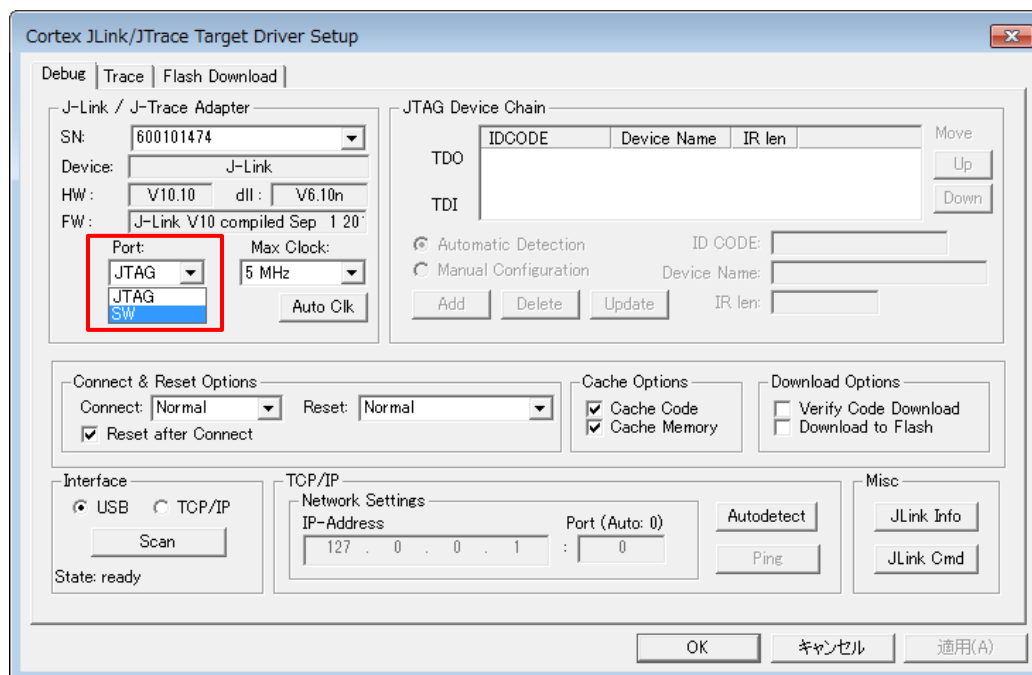 Cortex JLink/JTrace Target Driver Setup
Debug Trace Flash Download
J-Link / J-Trace Adapter
SN: 600101474
Device: J-Link
HW : V10.10 dll : V6.10n
FW : J-Link V10 compiled Sep 1 20
Port: Max Clock:
JTAG 5 MHz
JTAG
SW
Auto Clk
JTAG Device Chain
IDCODE Device Name IR len
TDO
TDI
Move
Up
Down
Automatic Detection
Manual Configuration
ID CODE:
Device Name:
IR len:
Add Delete Update
Connect & Reset Options
Connect: Normal Reset: Normal
Reset after Connect
Cache Options
Cache Code
Cache Memory
Download Options
Verify Code Download
Download to Flash
Interface
USB TCP/IP
Scan
State: ready
TCP/IP
Network Settings
IP-Address Port (Auto: 0)
127 . 0 . 0 . 1 : 0
Autodetect
Ping
Misc
JLink Info
JLink Cmd
OK キャンセル 適用(A)